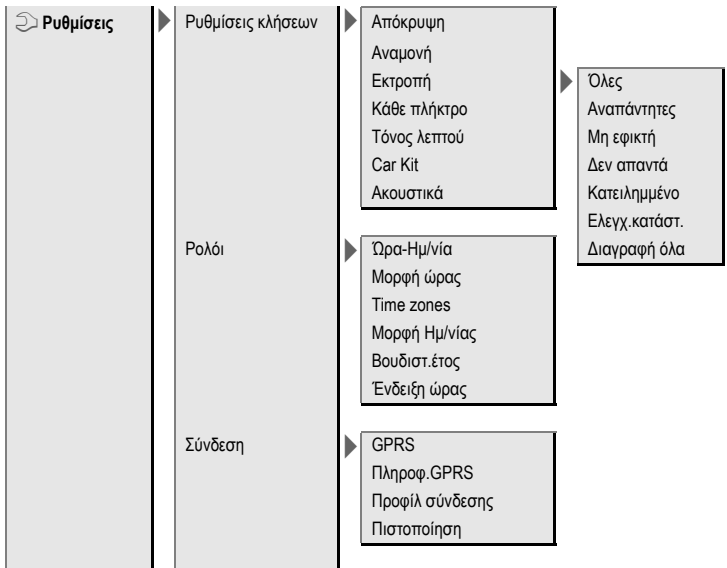 Ρυθμίσεις
Ρυθμίσεις κλήσεων
Απόκρυψη
Αναμονή
Εκτροπή
Όλες
Αναπάντητες
Μη εφικτή
Δεν απαντά
Κατειλημμένο
Ελεγχ.κατάστ.
Διαγραφή όλα
Κάθε πλήκτρο
Τόνος λεπτού
Car Kit
Ακουστικά
Ρολόι
Ώρα-Ημ/νία
Μορφή ώρας
Time zones
Μορφή Ημ/νίας
Βουδιστ.έτος
Ένδειξη ώρας
Σύνδεση
GPRS
Πληροφ.GPRS
Προφίλ σύνδεσης
Πιστοποίηση